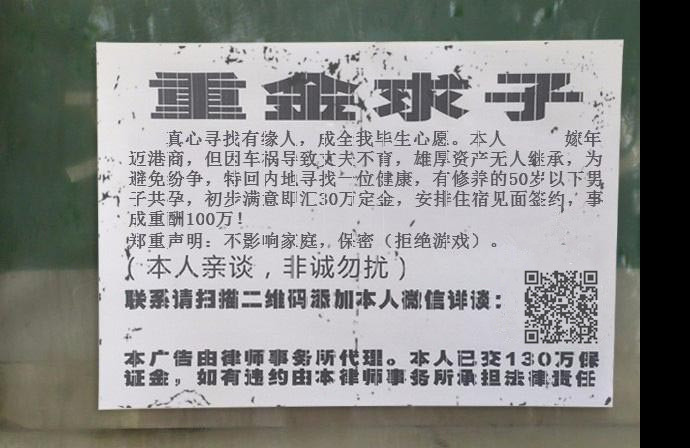 重金求子
真心寻找有缘人，成全我毕生心愿。本人 嫁年
迈港商，但因车祸导致丈夫不育，雄厚资产无人继承，为
避免纷争，特回内地寻找一位健康，有修养的50岁以下男
子共孕，初步满意即汇30万定金，安排住宿见面签约，事
成重酬100万！
郑重声明：不影响家庭，保密（拒绝游戏）。
（本人亲谈，非诚勿扰）
联系请扫描二维码添加本人微信详谈：
本广告由律师事务所代理。本人已交130万保
证金，如有违约由本律师事务所承担法律责任